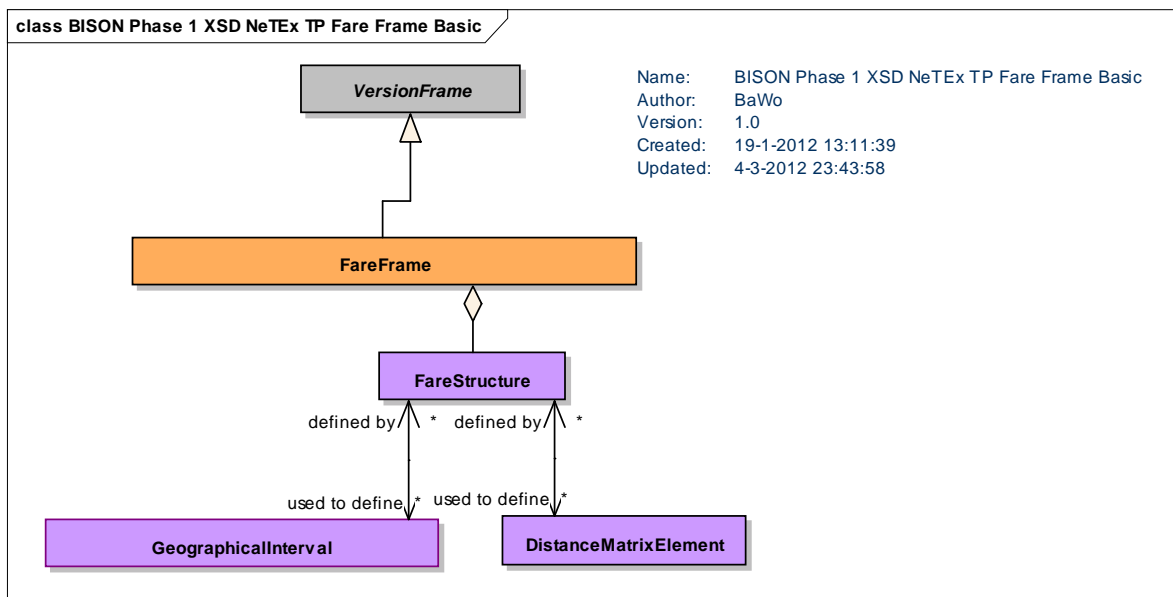 class BISON Phase 1 XSD NeTEx TP Fare Frame Basic
VersionFrame
Name: BISON Phase 1 XSD NeTEx TP Fare Frame Basic
Author: BaWo
Version: 1.0
Created: 19-1-2012 13:11:39
Updated: 4-3-2012 23:43:58
FareFrame
FareStructure
defined by * defined by *
used to define * used to define *
GeographicalInterval
DistanceMatrixElement